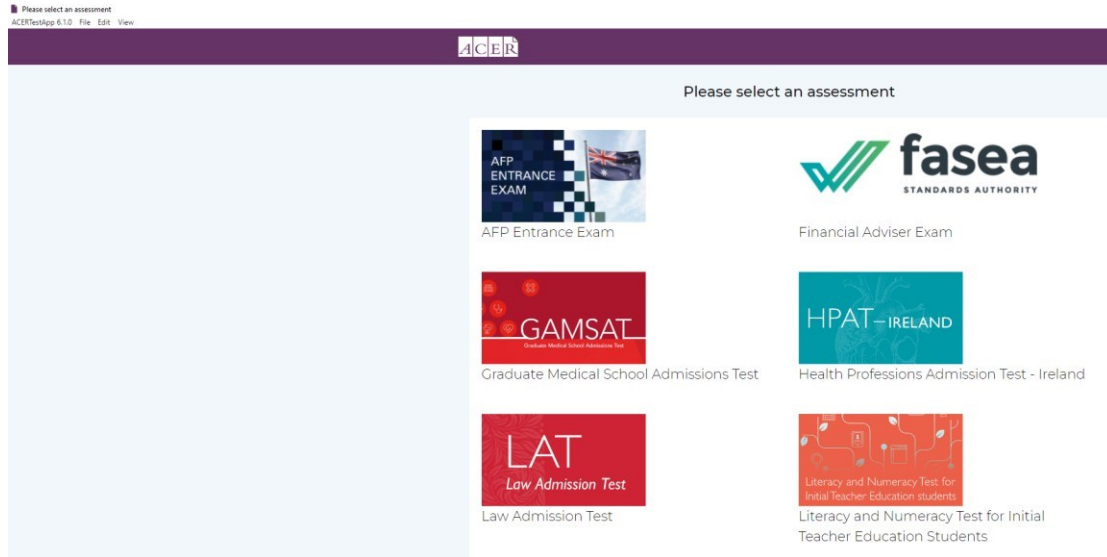 Please select an assessment
ACERTestApp 6.1.0 File Edit View
ACER
Please select an assessment
AFP
ENTRANCE
EXAM
AFP Entrance Exam
fasea
STANDARDS AUTHORITY
Financial Adviser Exam
GAMSAT
Graduate Medical School Admissions Test
Graduate Medical School Admissions Test
HPAT–IRELAND
Health Professions Admission Test - Ireland
LAT
Law Admission Test
Law Admission Test
Literacy and Numeracy Test for
Initial Teacher Education students
Literacy and Numeracy Test for Initial
Teacher Education Students